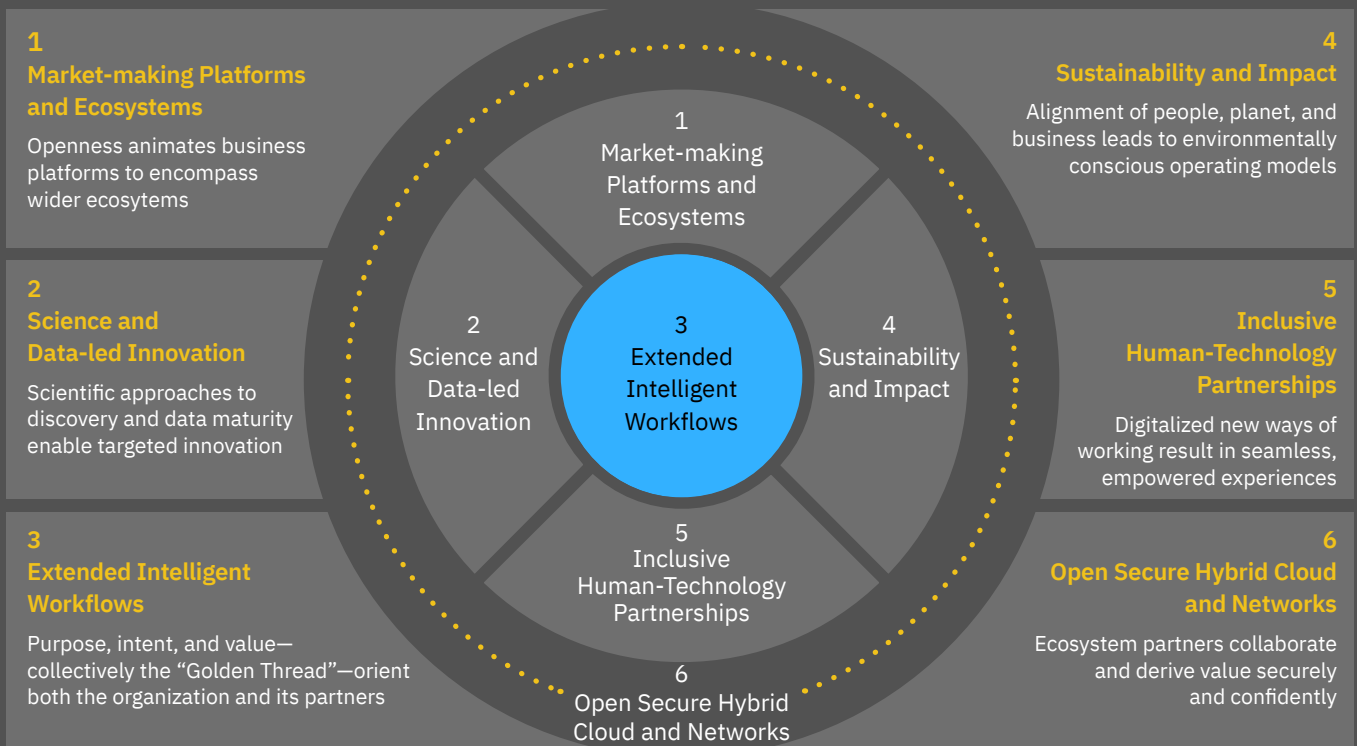 1
Market-making Platforms
and Ecosystems
Openness animates business
platforms to encompass
wider ecosytems
2
Science and
Data-led Innovation
Scientific approaches to
discovery and data maturity
enable targeted innovation
3
Extended Intelligent
Workflows
Purpose, intent, and value—
collectively the “Golden Thread”—orient
both the organization and its partners
1
Market-making
Platforms and
Ecosystems
2
Science and
Data-led
Innovation
3
Extended
Intelligent
Workflows
4
Sustainability
and Impact
5
Inclusive
Human-Technology
Partnerships
6
Open Secure Hybrid
Cloud and Networks
4
Sustainability and Impact
Alignment of people, planet, and
business leads to environmentally
conscious operating models
5
Inclusive
Human-Technology
Partnerships
Digitalized new ways of
working result in seamless,
empowered experiences
6
Open Secure Hybrid Cloud
and Networks
Ecosystem partners collaborate
and derive value securely
and confidently